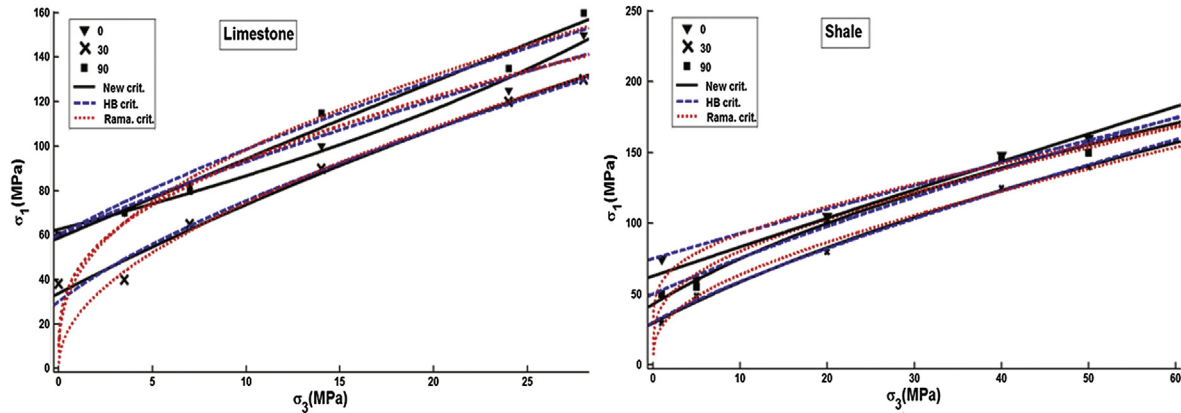 160
140
120
100
80
60
40
20
0
σ1(MPa)
0
30
90
New crit.
HB crit.
Rama. crit.
Limestone
0 5 10 15 20 25
σ3(MPa)
250
200
150
100
50
0
σ1(MPa)
0
30
90
New crit.
HB crit.
Rama. crit.
Shale
0 10 20 30 40 50 60
σ3(MPa)